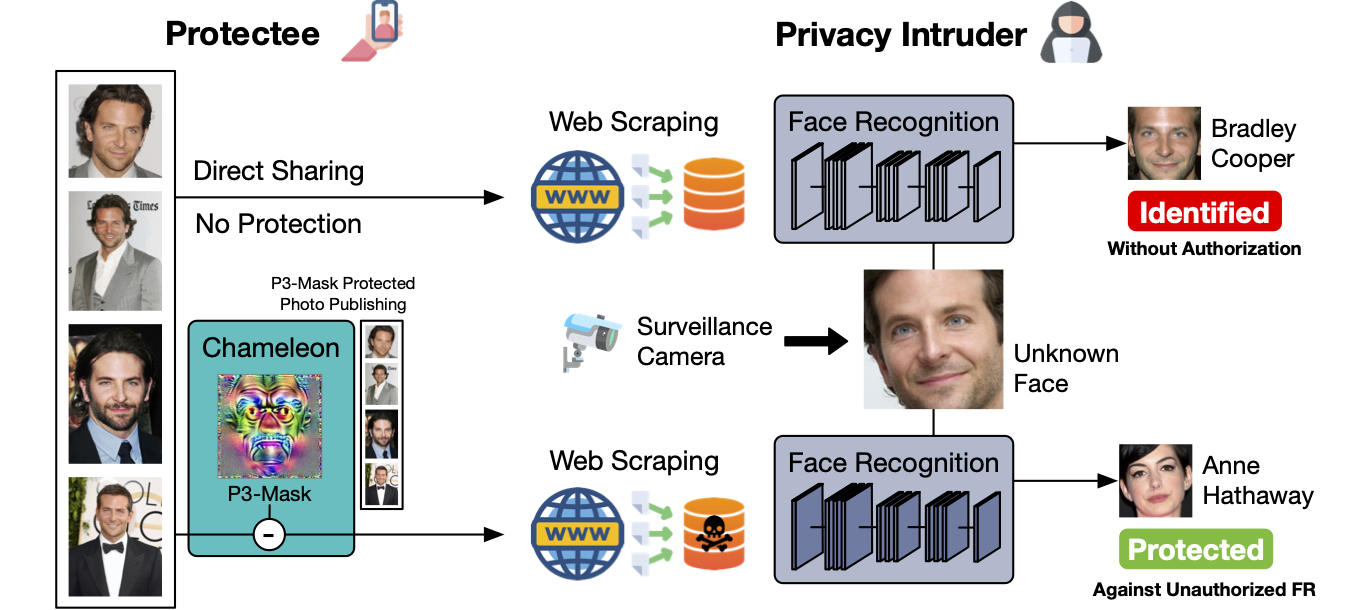 Protectee
Privacy Intruder
Direct Sharing
No Protection
Web Scraping
WWW
Face Recognition
Bradley
Cooper
Identified
Without Authorization
P3-Mask Protected
Photo Publishing
Chameleon
P3-Mask
-
Surveillance
Camera
Unknown
Face
Web Scraping
WWW
Face Recognition
Anne
Hathaway
Protected
Against Unauthorized FR